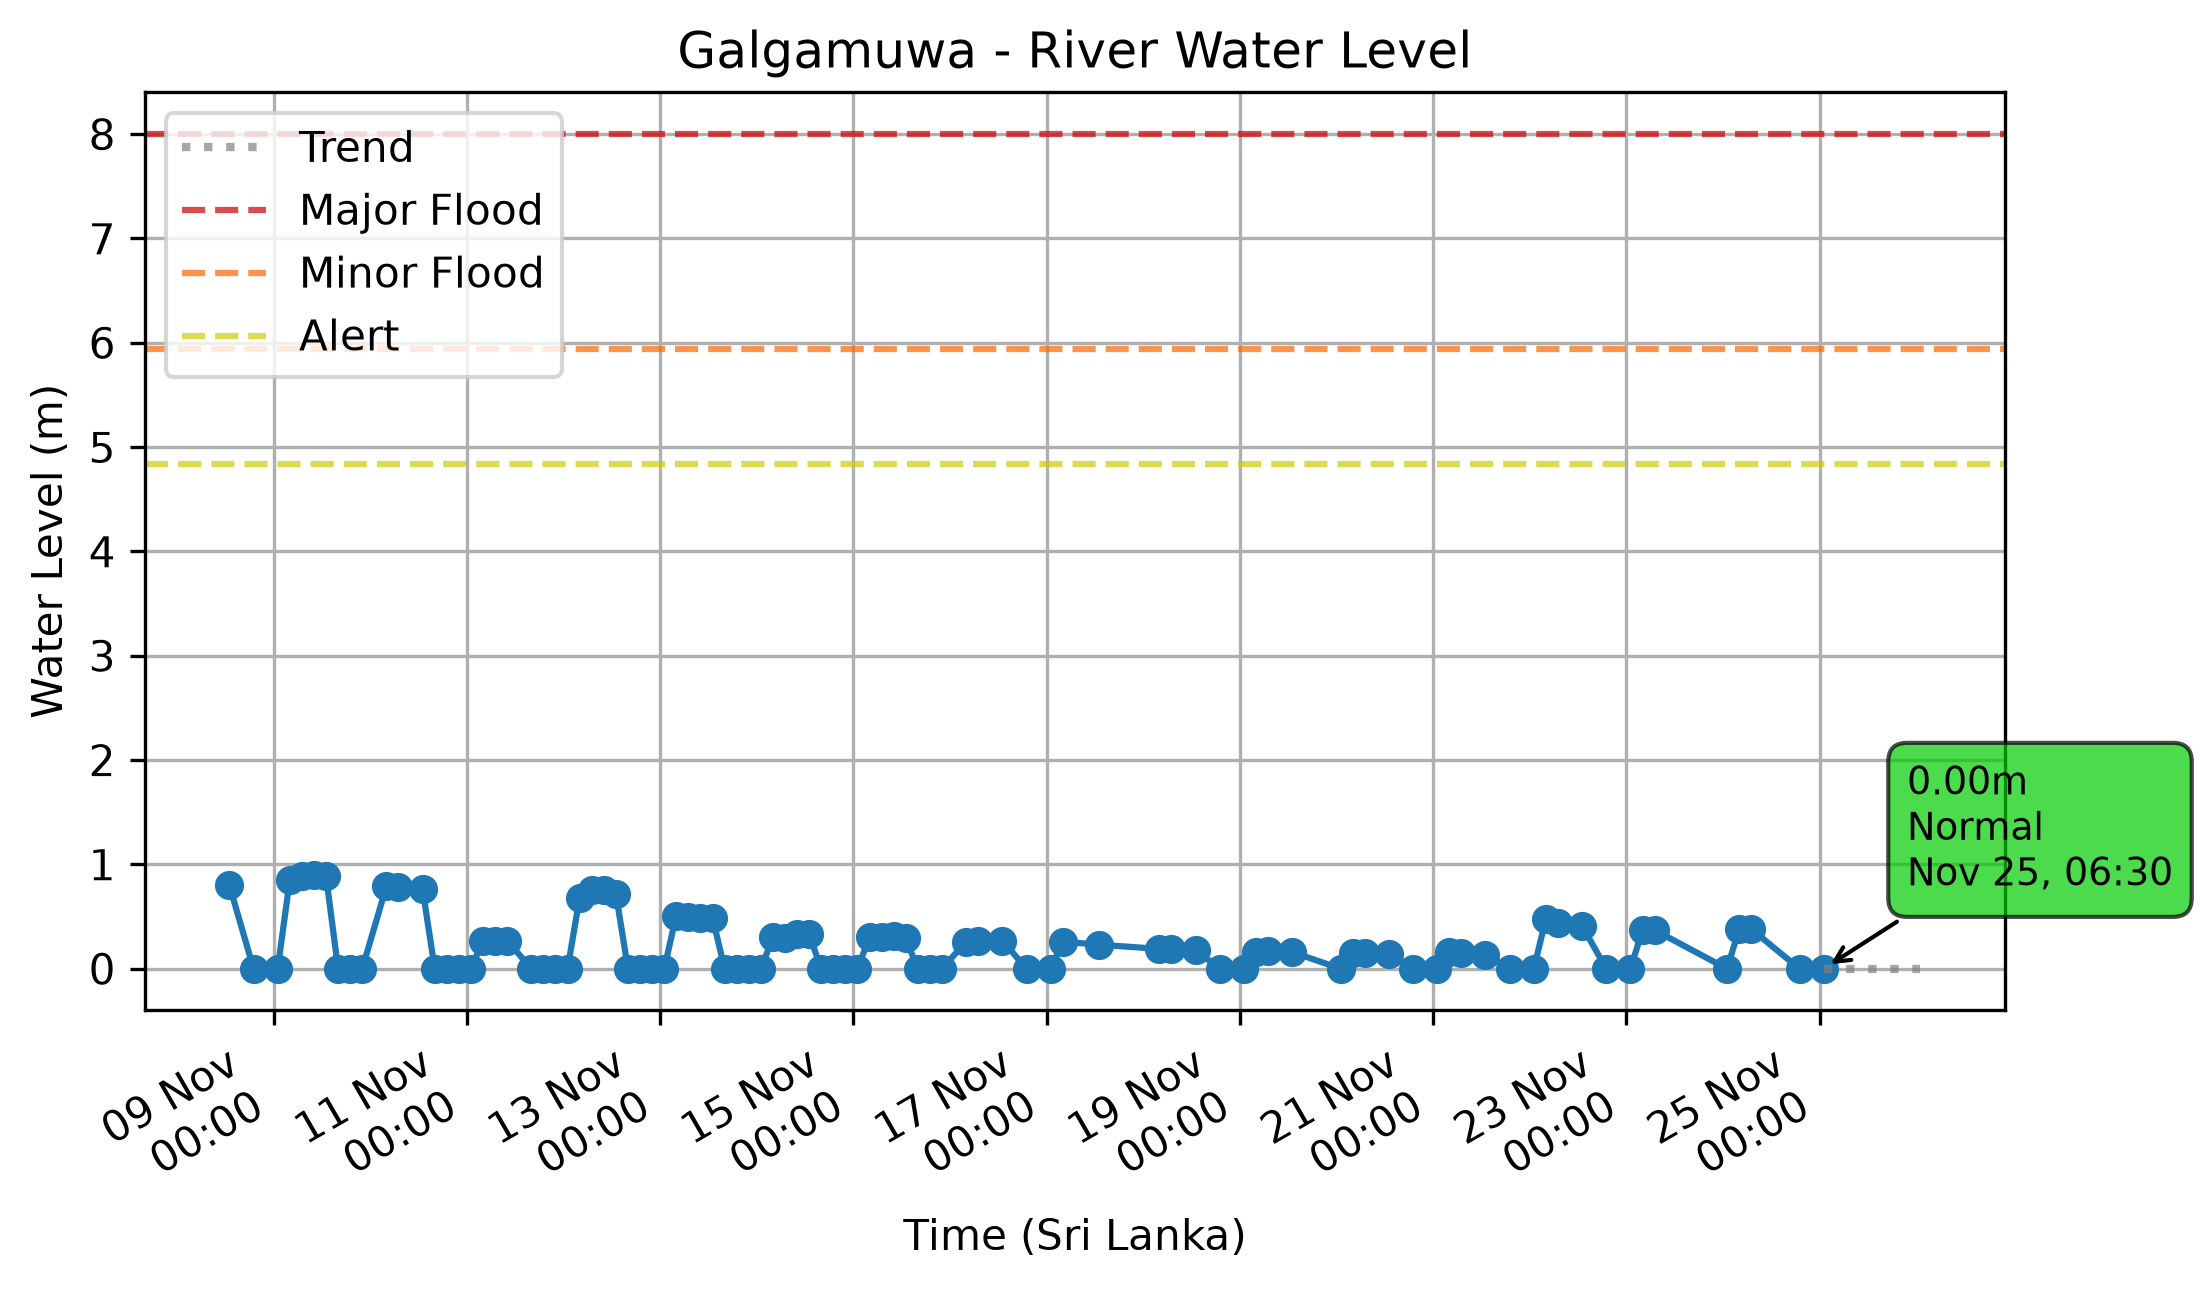 Galgamuwa - River Water Level
Trend
Major Flood
Minor Flood
Alert
8
7
6
5
4
3
2
1
0
Water Level (m)
0.00m
Normal
Nov 25, 06:30
09 Nov
00:00
11 Nov
00:00
13 Nov
00:00
15 Nov
00:00
17 Nov
00:00
19 Nov
00:00
21 Nov
00:00
23 Nov
00:00
25 Nov
00:00
Time (Sri Lanka)